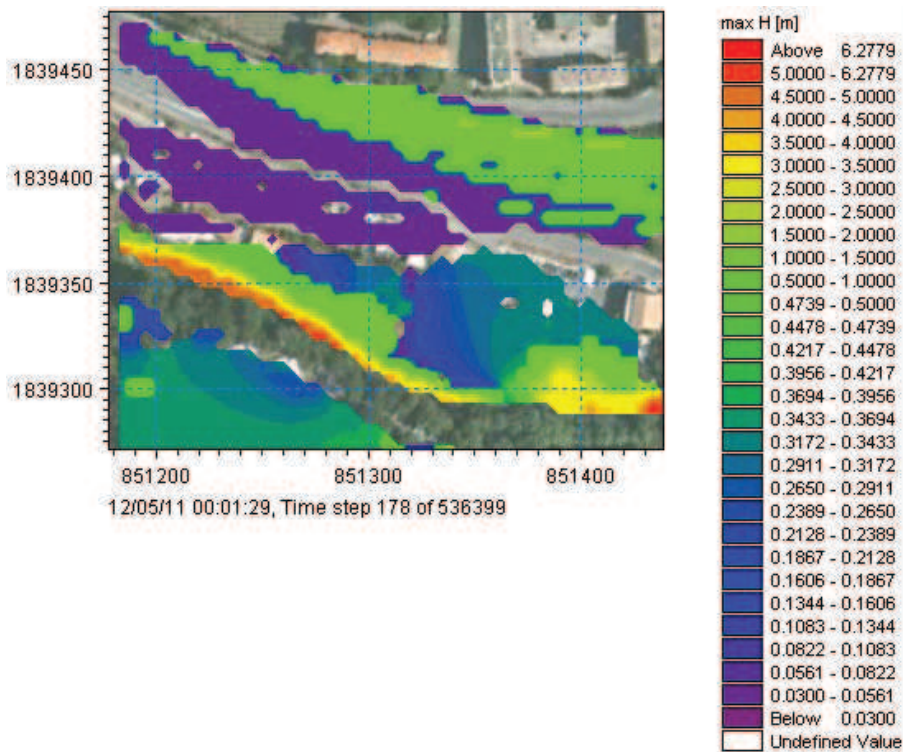 max H [m]
Above 6.2779
5.0000 - 6.2779
4.5000 - 5.0000
4.0000 - 4.5000
3.5000 - 4.0000
3.0000 - 3.5000
2.5000 - 3.0000
2.0000 - 2.5000
1.5000 - 2.0000
1.0000 - 1.5000
0.5000 - 1.0000
0.4739 - 0.5000
0.4478 - 0.4739
0.4217 - 0.4478
0.3956 - 0.4217
0.3694 - 0.3956
0.3433 - 0.3694
0.3172 - 0.3433
0.2911 - 0.3172
0.2650 - 0.2911
0.2389 - 0.2650
0.2128 - 0.2389
0.1867 - 0.2128
0.1606 - 0.1867
0.1344 - 0.1606
0.1083 - 0.1344
0.0822 - 0.1083
0.0561 - 0.0822
0.0300 - 0.0561
Below 0.0300
Undefined Value
1839450
1839400
1839350
1839300
851200 851300 851400
12/05/11 00:01:29, Time step 178 of 536399